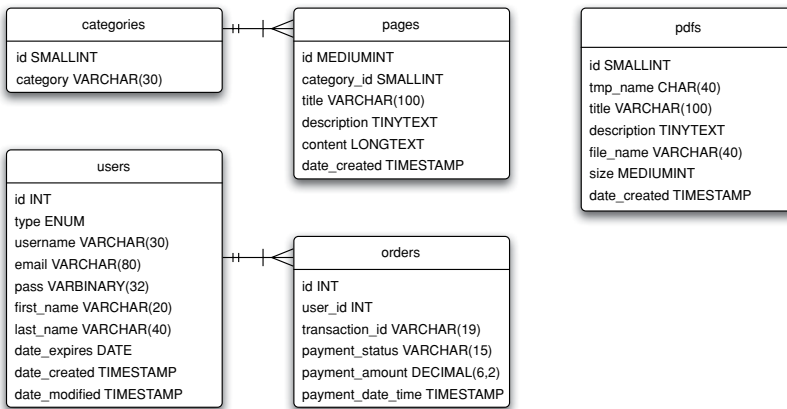 categories
id SMALLINT
category VARCHAR(30)
pages
id MEDIUMINT
category_id SMALLINT
title VARCHAR(100)
description TINYTEXT
content LONGTEXT
date_created TIMESTAMP
pdfs
id SMALLINT
tmp_name CHAR(40)
title VARCHAR(100)
description TINYTEXT
file_name VARCHAR(40)
size MEDIUMINT
date_created TIMESTAMP
users
id INT
type ENUM
username VARCHAR(30)
email VARCHAR(80)
pass VARBINARY(32)
first_name VARCHAR(20)
last_name VARCHAR(40)
date_expires DATE
date_created TIMESTAMP
date_modified TIMESTAMP
orders
id INT
user_id INT
transaction_id VARCHAR(19)
payment_status VARCHAR(15)
payment_amount DECIMAL(6,2)
payment_date_time TIMESTAMP